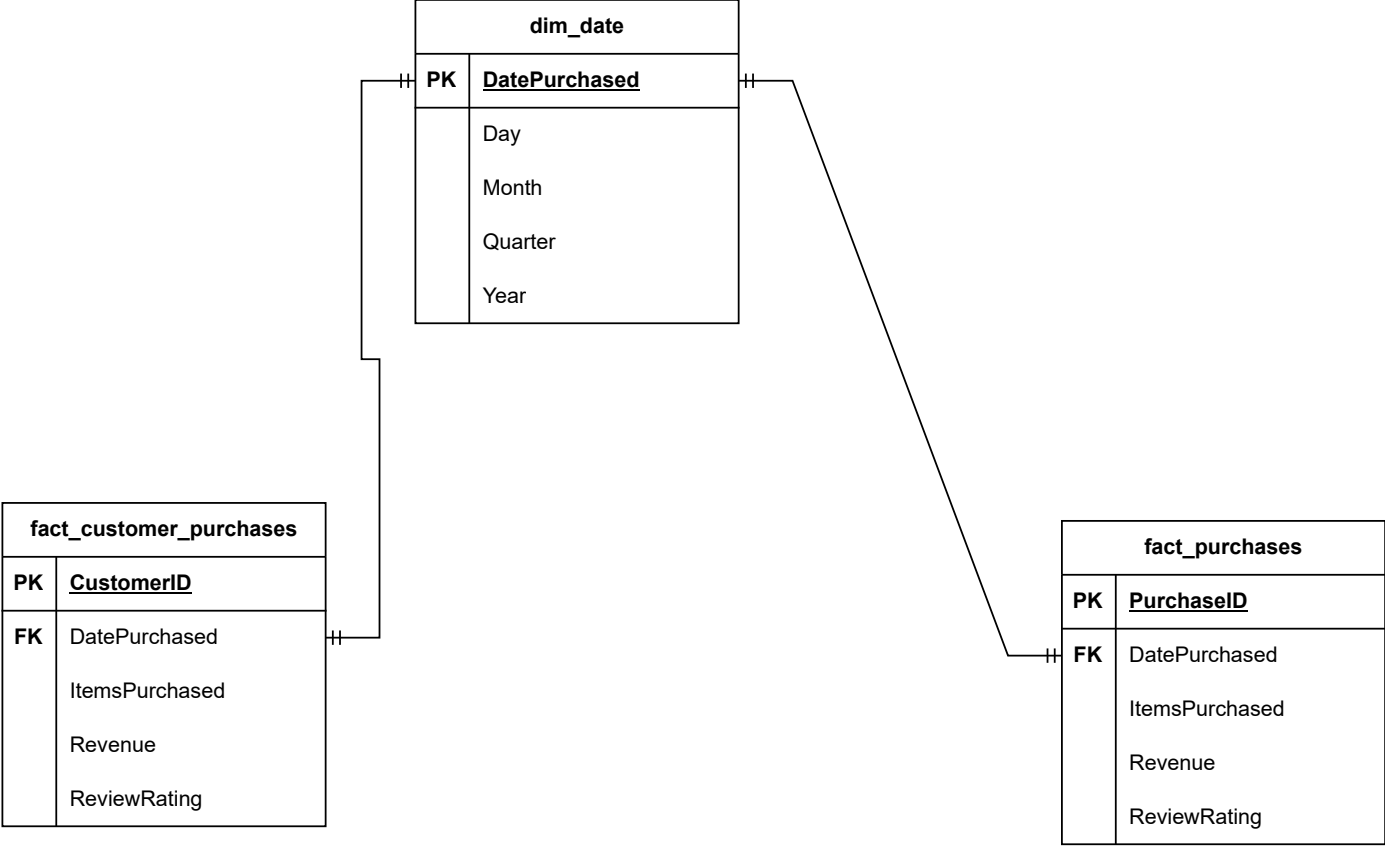 dim_date
PK DatePurchased
Day
Month
Quarter
Year
fact_customer_purchases
PK CustomerID
FK DatePurchased
ItemsPurchased
Revenue
ReviewRating
fact_purchases
PK PurchaseID
FK DatePurchased
ItemsPurchased
Revenue
ReviewRating